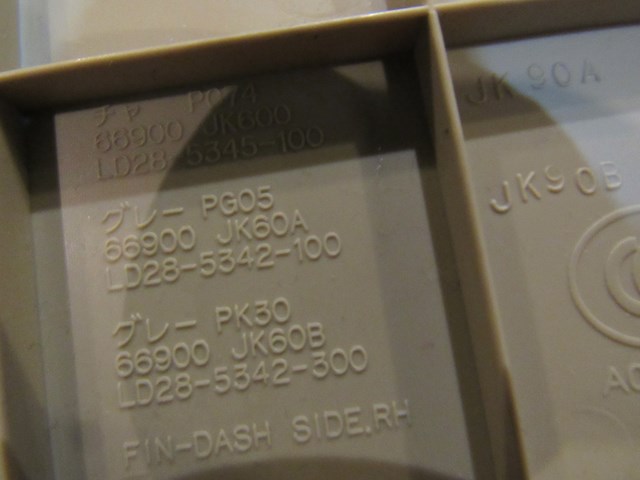 チャ PG74
66900 JK600
LD28-5345-100
グレー PG05
66900 JK60A
LD28-5342-100
グレー PK30
66900 JK60B
LD28-5342-300
FIN-DASH SIDE,RH
JK90A
JK90B